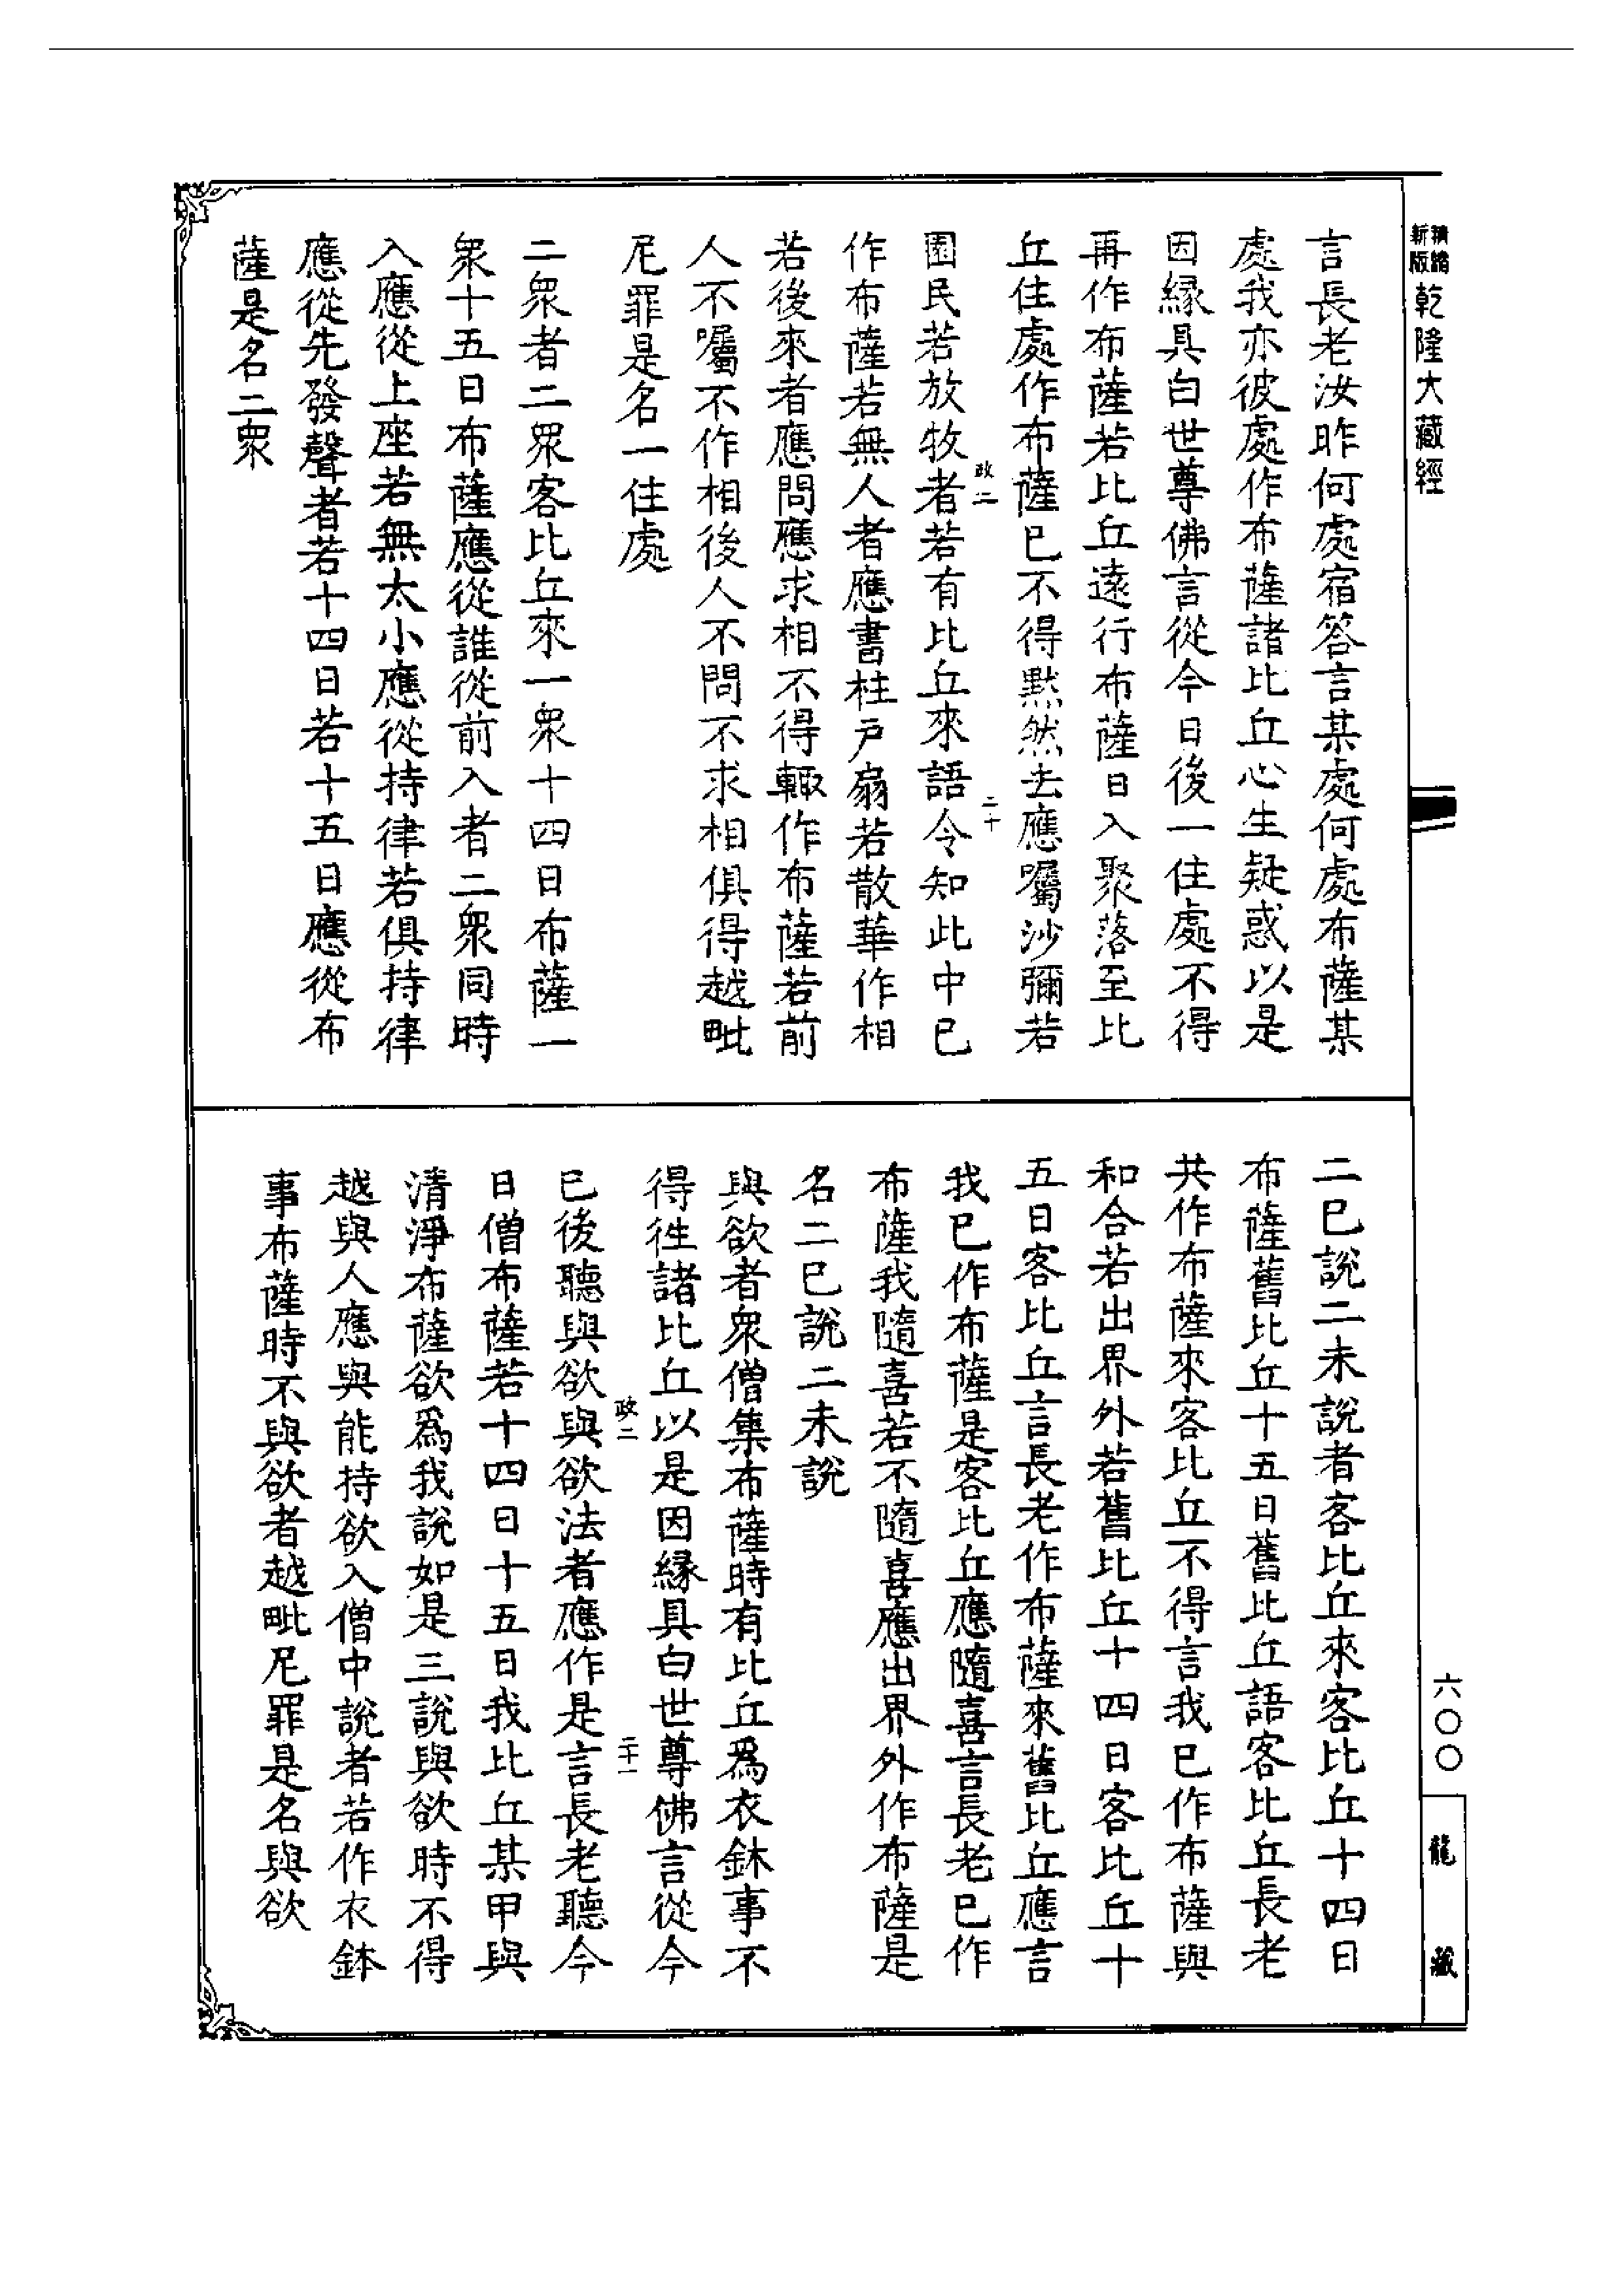 精縮
新版
乾隆大藏經
言長老汝昨何處宿答言某處何處布薩某
處我亦彼處作布薩諸比丘心生疑惑以是
因緣具白世尊佛言從今日後一住處不得
再作布薩若比丘遠行布薩日入聚落至比
丘住處作布薩已不得默然去應囑沙彌若
政二
二十
園民若放牧者若有比丘來語令知此中已
作布薩若無人者應書柱戶扇若散華作相
若後來者應問應求相不得輙作布薩若前
人不囑不作相後人不問不求相俱得越毗
尼罪是名一住處
二眾者二眾客比丘來一眾十四日布薩一
眾十五日布薩應從誰從前入者二眾同時
入應從上座若無太小應從持律若俱持律
應從先發聲者若十四日若十五日應從布
薩是名二眾
二已說二未說者客比丘來客比丘十四日
布薩舊比丘十五日舊比丘語客比丘長老
共作布薩來客比丘不得言我已作布薩與
和合若出界外若舊比丘十四日客比丘十
五日客比丘言長老作布薩來舊比丘應言
我已作布薩是客比丘應隨喜言長老已作
布薩我隨喜若不隨喜應出界外作布薩是
名二已說二未說
與欲者眾僧集布薩時有比丘為衣鉢事不
得徃諸比丘以是因緣具白世尊佛言從今
政二
二十一
已後聽與欲與欲法者應作是言長老聽今
日僧布薩若十四日十五日我比丘某甲與
清淨布薩欲為我說如是三說與欲時不得
越與人應與能持欲入僧中說者若作衣鉢
事布薩時不與欲者越毗尼罪是名與欲
六〇〇
龍藏